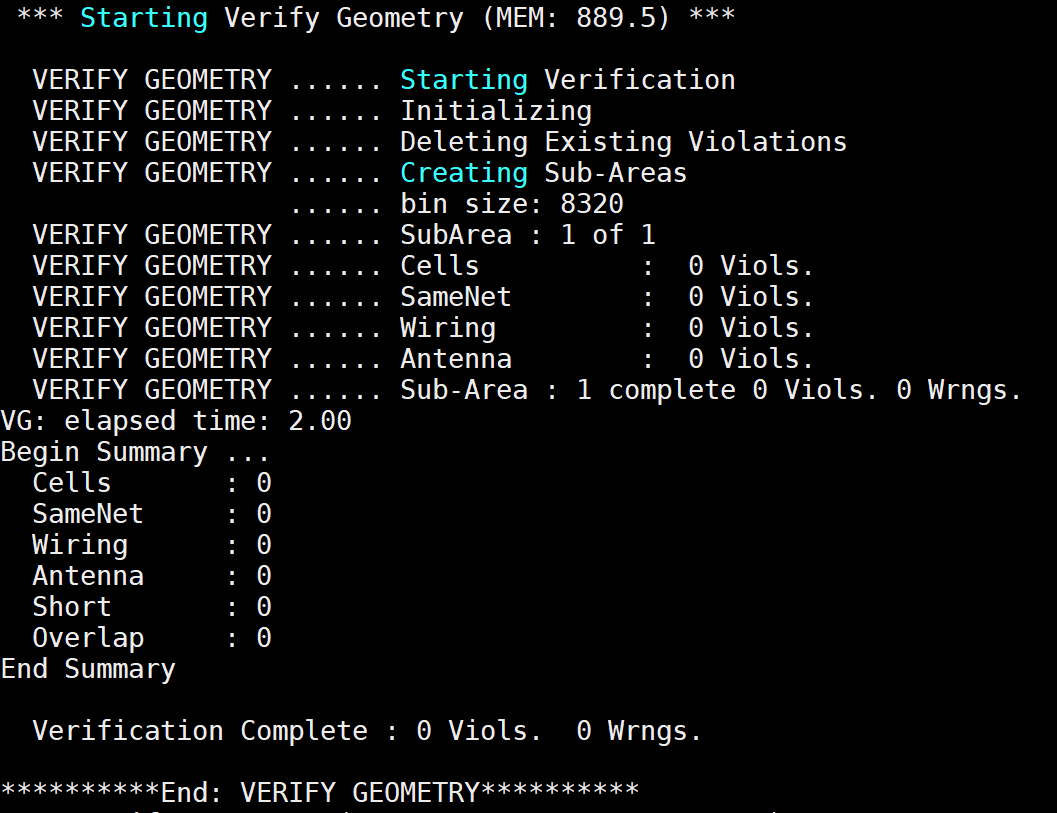 *** Starting Verify Geometry (MEM: 889.5) ***
VERIFY GEOMETRY ...... Starting Verification
VERIFY GEOMETRY ...... Initializing
VERIFY GEOMETRY ...... Deleting Existing Violations
VERIFY GEOMETRY ...... Creating Sub-Areas
...... bin size: 8320
VERIFY GEOMETRY ...... SubArea : 1 of 1
VERIFY GEOMETRY ...... Cells          :  0 Viols.
VERIFY GEOMETRY ...... SameNet        :  0 Viols.
VERIFY GEOMETRY ...... Wiring         :  0 Viols.
VERIFY GEOMETRY ...... Antenna        :  0 Viols.
VERIFY GEOMETRY ...... Sub-Area : 1 complete 0 Viols. 0 Wrngs.
VG: elapsed time: 2.00
Begin Summary ...
Cells       : 0
SameNet     : 0
Wiring      : 0
Antenna     : 0
Short       : 0
Overlap     : 0
End Summary
Verification Complete : 0 Viols.  0 Wrngs.
**********End: VERIFY GEOMETRY**********